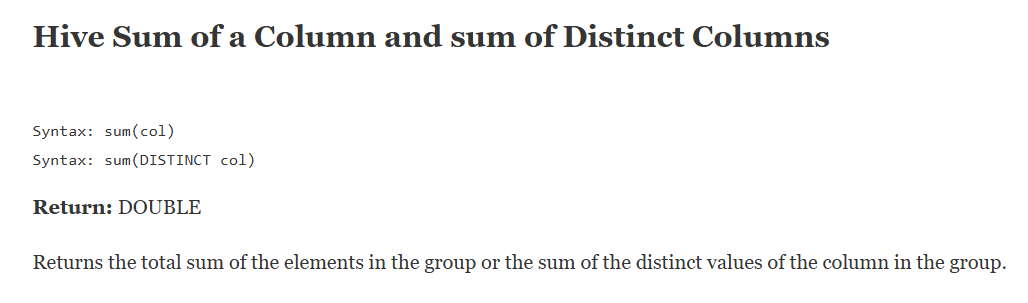 Hive Sum of a Column and sum of Distinct Columns
Syntax: sum(col)
Syntax: sum(DISTINCT col)
Return: DOUBLE
Returns the total sum of the elements in the group or the sum of the distinct values of the column in the group.